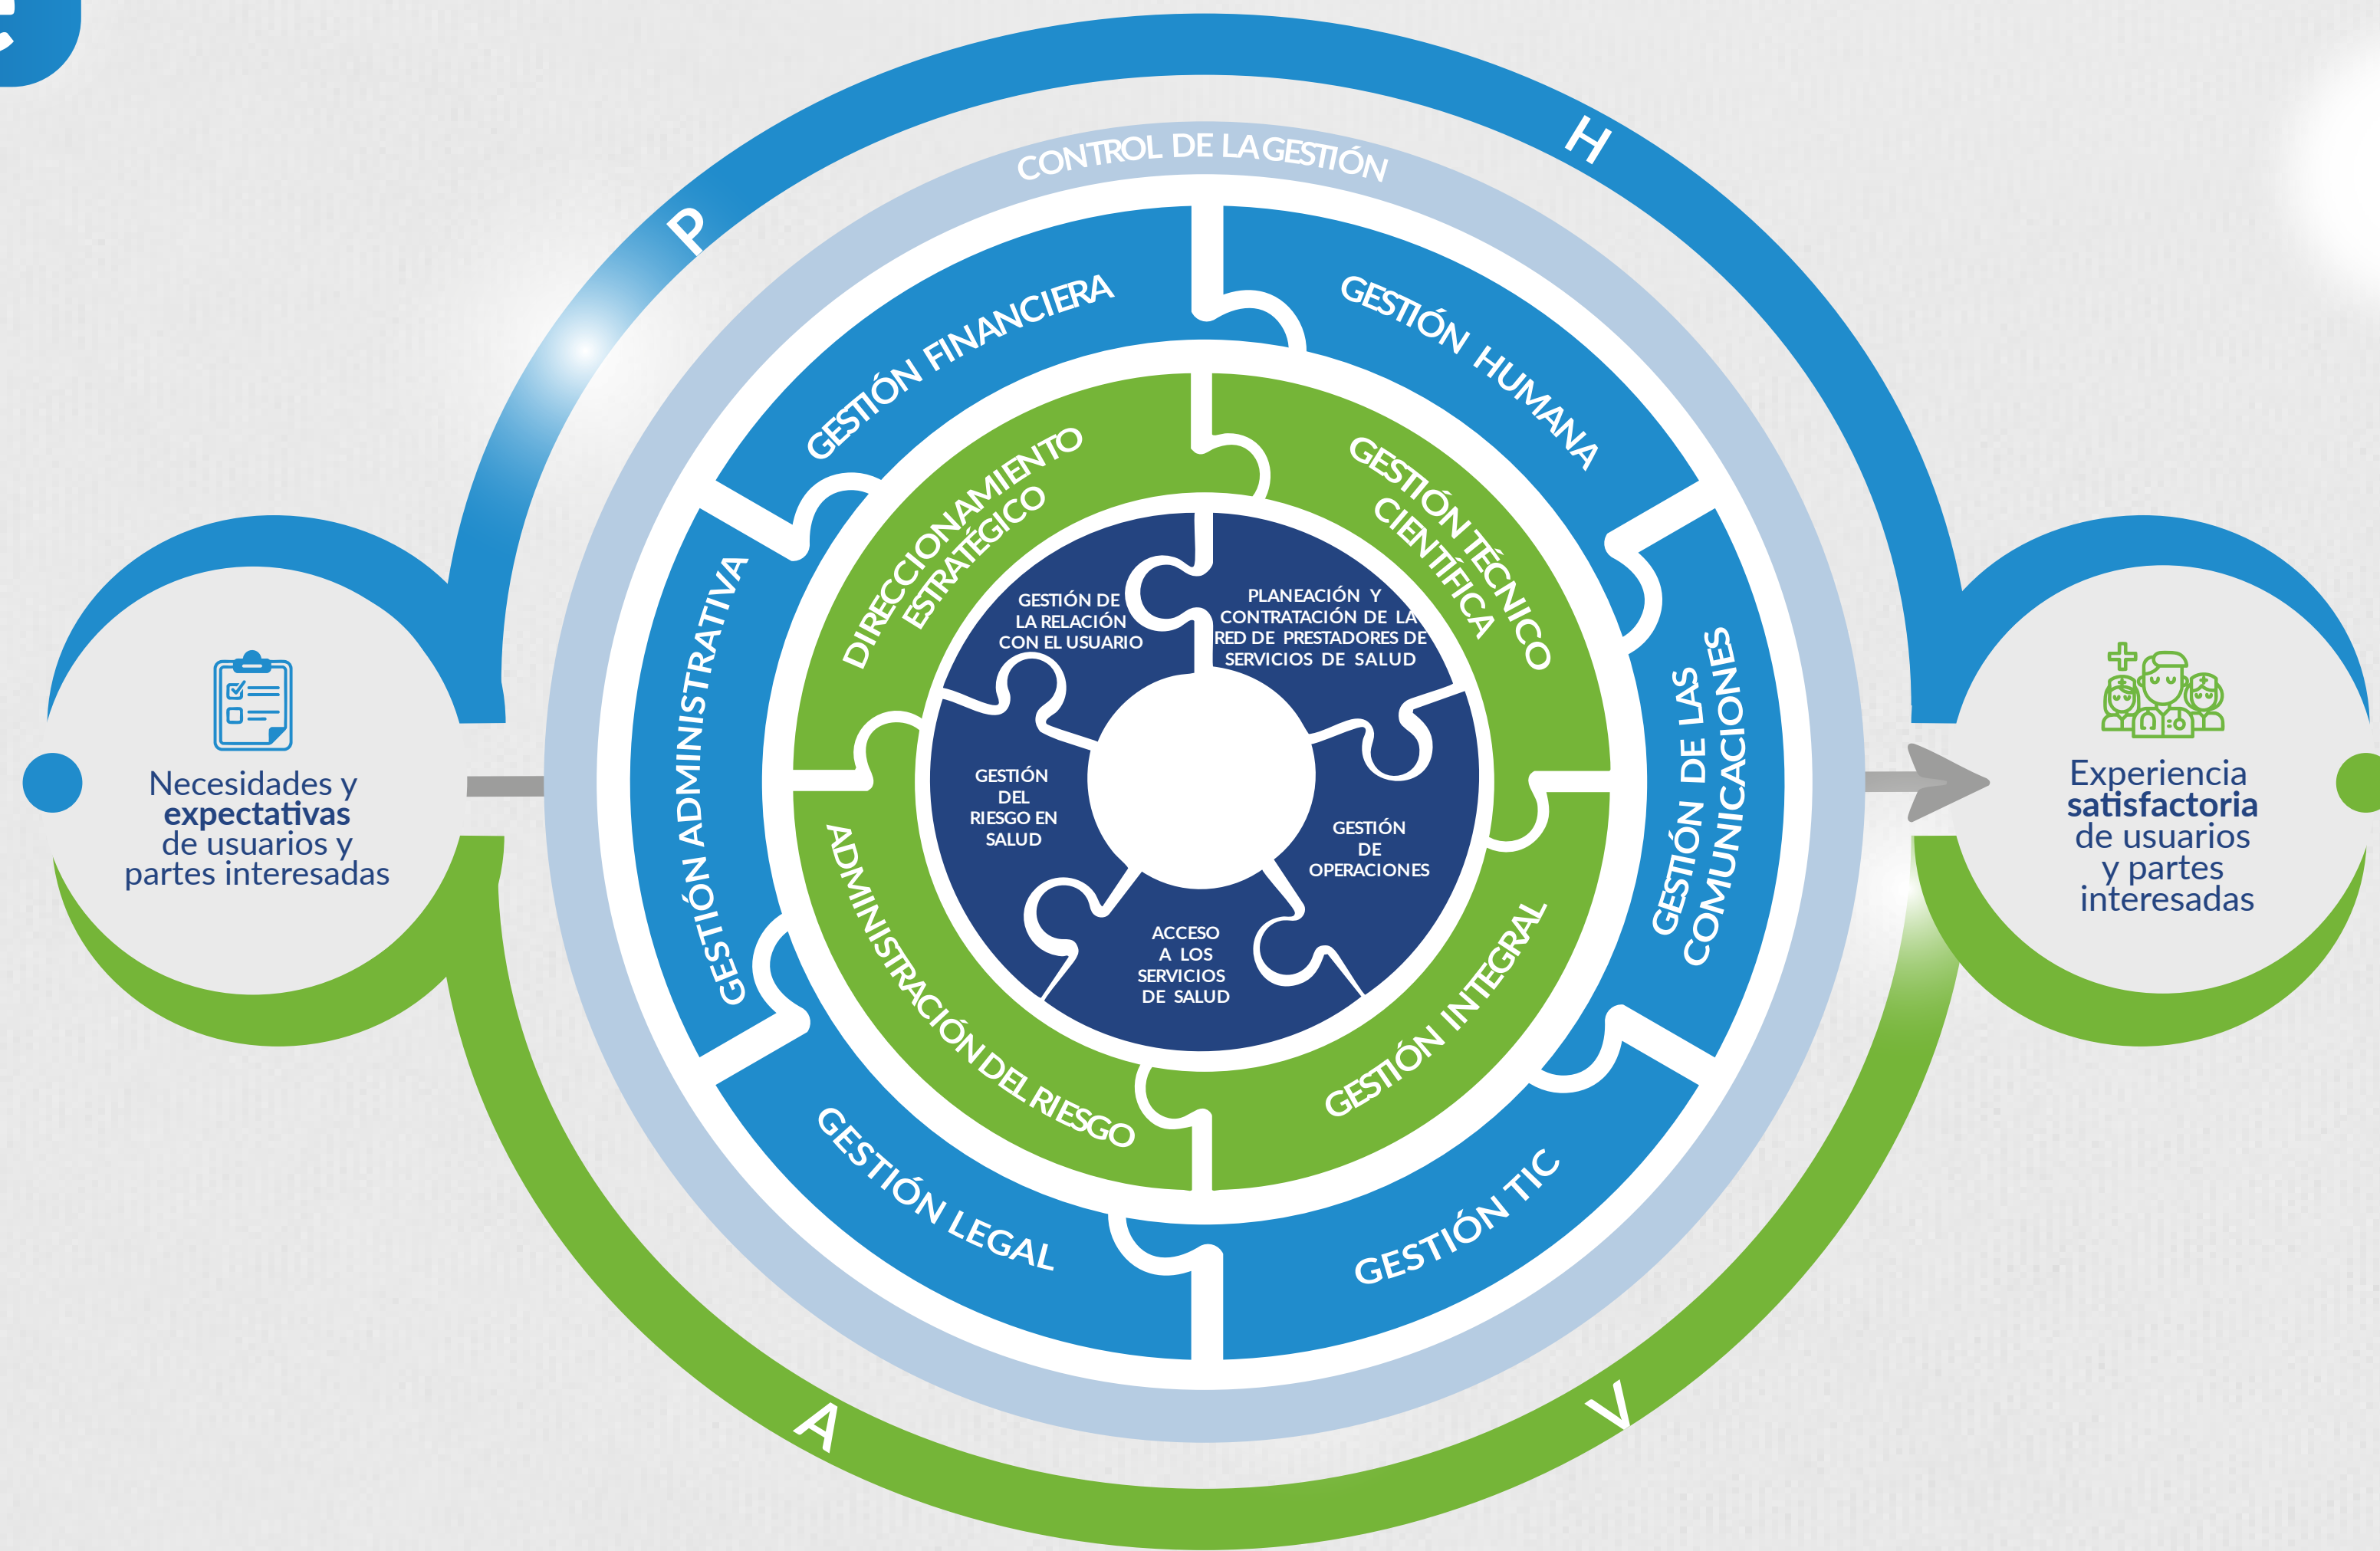 P
H
CONTROL DE LA GESTIÓN
GESTIÓN FINANCIERA
GESTIÓN HUMANA
GESTIÓN ADMINISTRATIVA
GESTIÓN DE LAS
COMUNICACIONES
GESTIÓN LEGAL
GESTIÓN TIC
DIRECCIONAMIENTO
ESTRATÉGICO
GESTIÓN TÉCNICO
CIENTÍFICA
ADMINISTRACIÓN DEL RIESGO
GESTIÓN INTEGRAL
GESTIÓN DE
LA RELACIÓN
CON EL USUARIO
PLANEACIÓN Y
CONTRATACIÓN DE LA
RED DE PRESTADORES DE
SERVICIOS DE SALUD
GESTIÓN
DEL
RIESGO EN
SALUD
GESTIÓN
DE
OPERACIONES
ACCESO
A LOS
SERVICIOS
DE SALUD
Necesidades y
expectativas
de usuarios y
partes interesadas
Experiencia
satisfactoria
de usuarios
y partes
interesadas
A
V